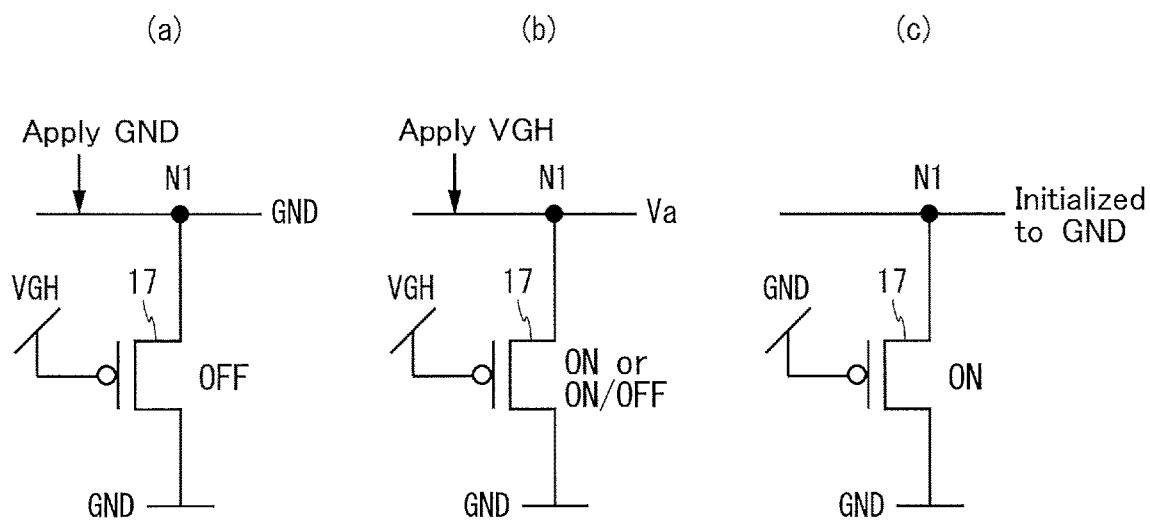 (a)
Apply GND
N1
GND
VGH
17
OFF
GND
(b)
Apply VGH
N1
Va
VGH
17
ON or
ON/OFF
GND
(c)
N1
Initialized
to GND
GND
17
ON
GND